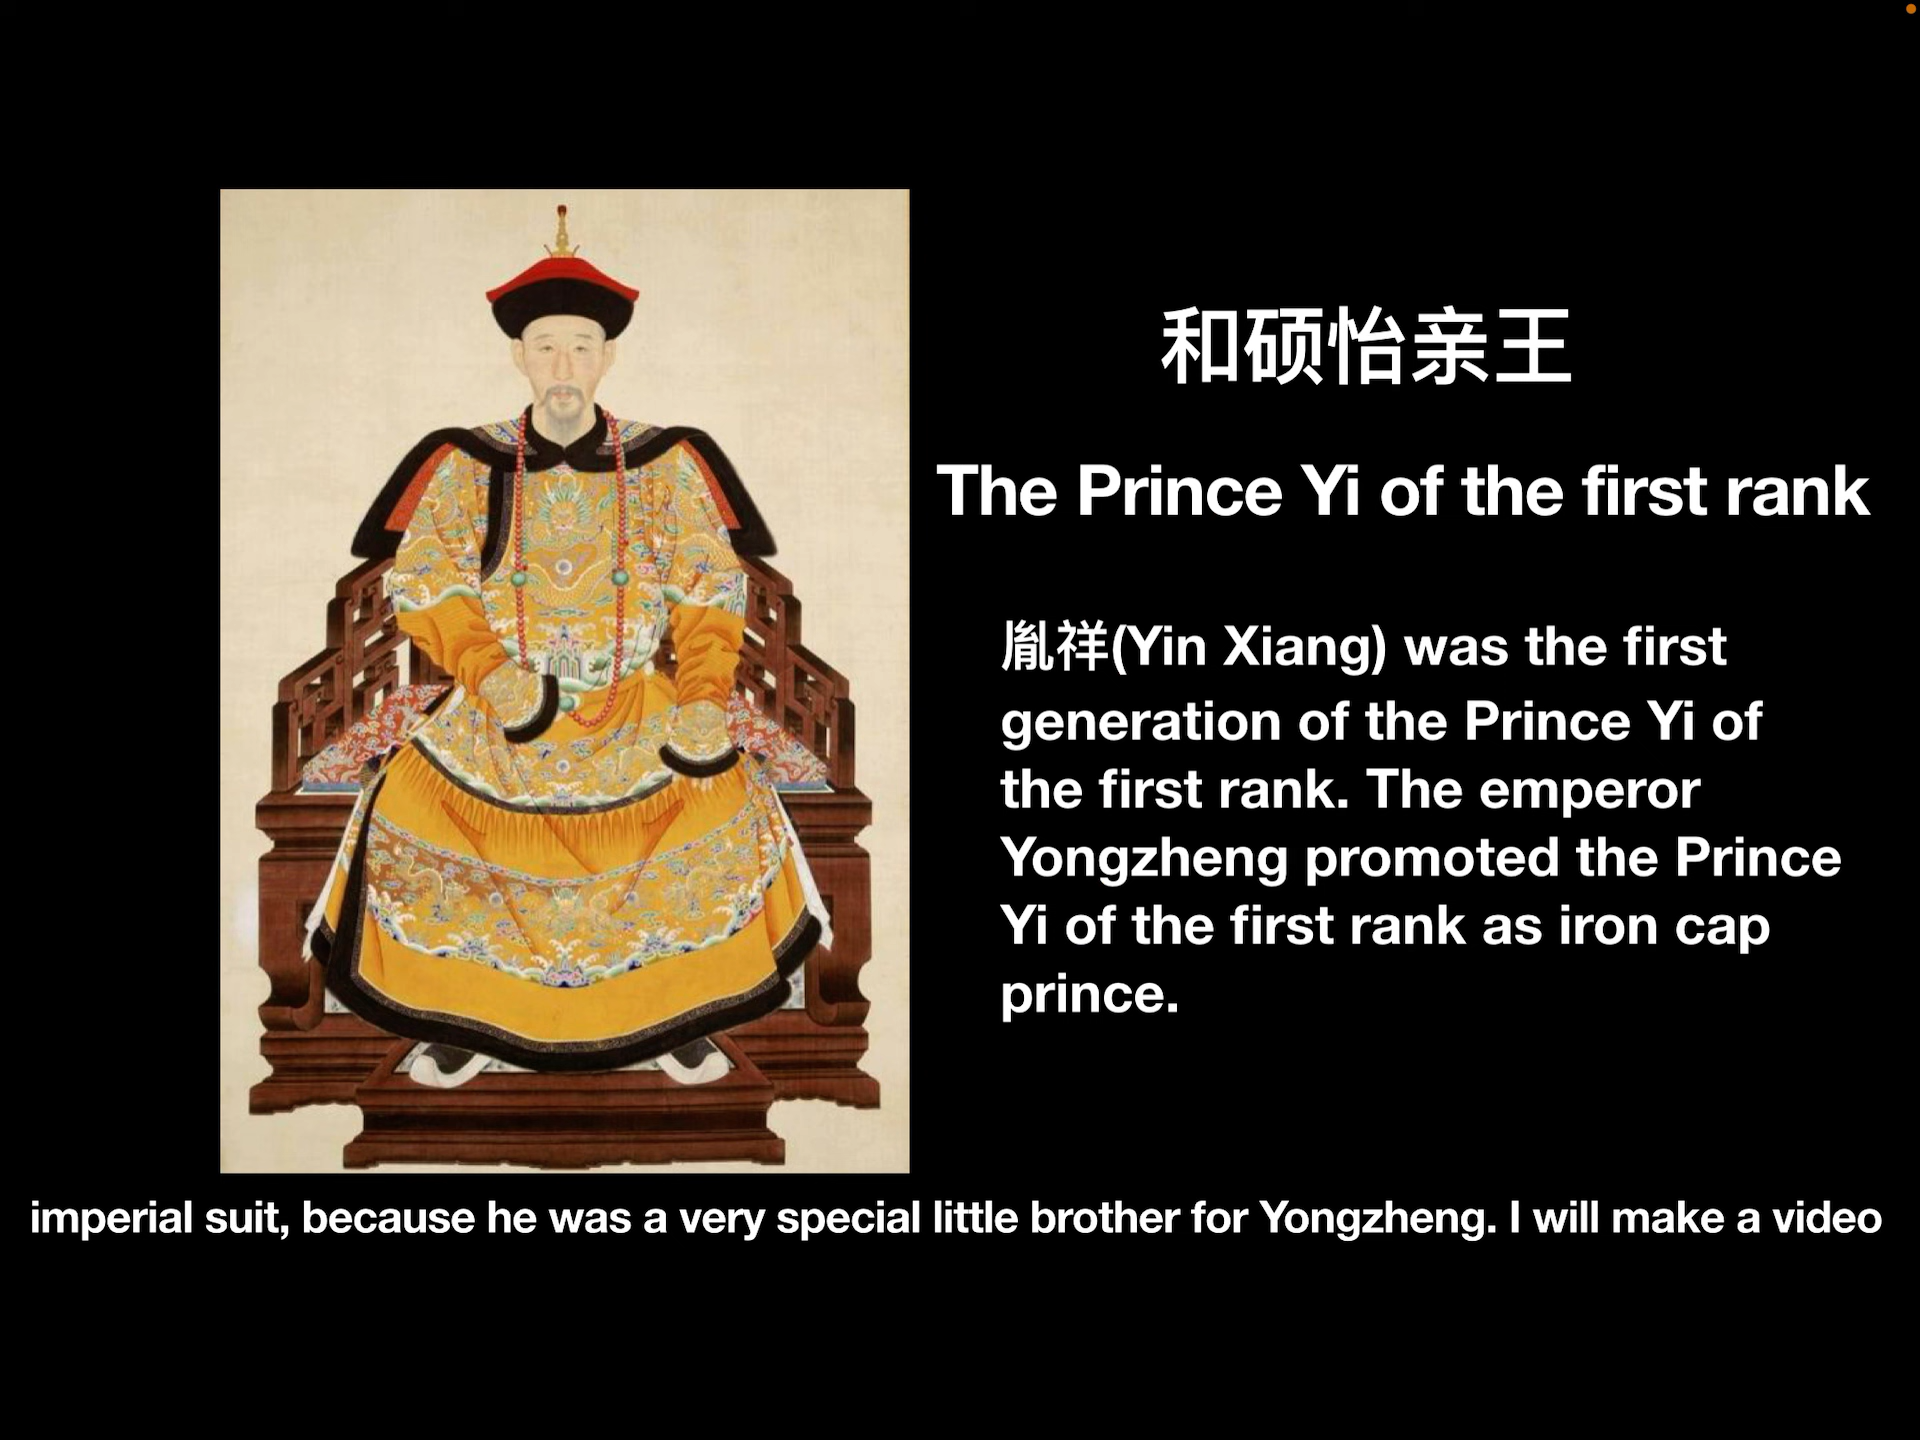 和硕怡亲王
The Prince Yi of the first rank
胤祥(Yin Xiang) was the first
generation of the Prince Yi of
the first rank. The emperor
Yongzheng promoted the Prince
Yi of the first rank as iron cap
prince.
imperial suit, because he was a very special little brother for Yongzheng. I will make a video